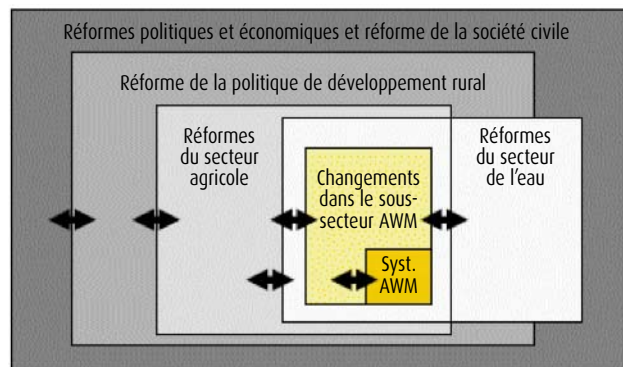 Réformes politiques et économiques et réforme de la société civile
Réforme de la politique de développement rural
Réformes
du secteur
agricole
Changements
dans le sous-
secteur AWM
Syst.
AWM
Réformes
du secteur
de l'eau